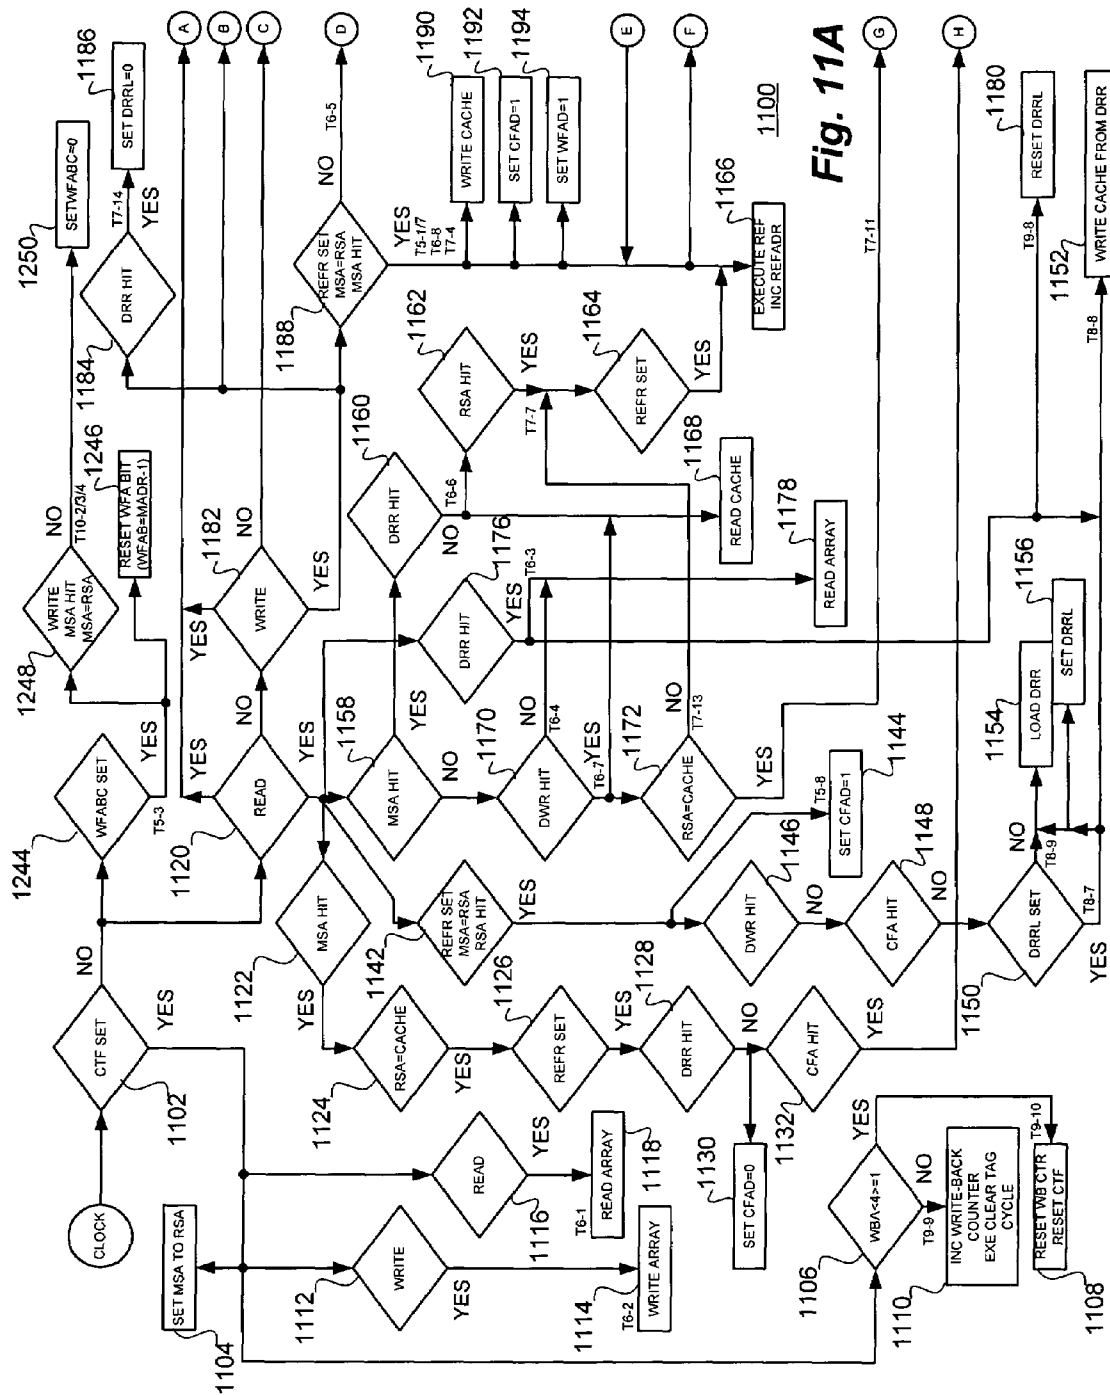 CLOCK
CTF SET
1102
NO
YES
SET MSA TO RSA
1104
WRITE
1112
YES
WRITE ARRAY
1114
T6-2
READ
1116
YES
T6-1
READ ARRAY
1118
1106
YES
NO
T9-9
T9-10
INC WRITE-BACK
COUNTER
EXE CLEAR TAG
CYCLE
1110
RESET WB CTR
RESET CTF
1108
WFABC SET
1244
T5-3
YES
WRITE
MSA HIT
MSA=RSA
1248
NO
T10-2/3/4
RESET WFA BIT
(WFAB=MADR-1)
1246
SETWFABC=0
1250
READ
1120
YES
NO
YES
WRITE
1182
YES
NO
YES
DRR HIT
1184
T7-14
YES
SET DRRL=0
1186
A
B
C
D
REFR SET
MSA=RSA
MSA HIT
1188
NO
T6-5
YES
T5-1/7
T6-8
T7-4
WRITE CACHE
1190
SET CFAD=1
1192
SET WFAD=1
1194
E
F
EXECUTE REF
INC REFADR
1166
MSA HIT
1122
YES
RSA=CACHE
1124
YES
REFR SET
1126
YES
DRR HIT
1128
NO
SET CFAD=0
1130
CFA HIT
1132
YES
REFR SET
MSA=RSA
RSA HIT
1142
YES
T5-8
SET CFAD=1
1144
DWR HIT
1146
NO
CFA HIT
1148
NO
DRRL SET
1150
NO
T8-9
T8-7
YES
LOAD DRR
1154
SET DRRL
1156
T8-8
WRITE CACHE FROM DRR
1152
T9-8
RESET DRRL
1180
MSA HIT
1158
YES
NO
DRR HIT
1160
NO
T6-6
RSA HIT
1162
YES
T7-7
REFR SET
1164
YES
READ CACHE
1168
DWR HIT
1170
NO
T6-4
YES
T6-7
RSA=CACHE
1172
NO
T7-13
YES
DRR HIT
1176
YES
T6-3
READ ARRAY
1178
T7-11
G
H
1100
Fig. 11A